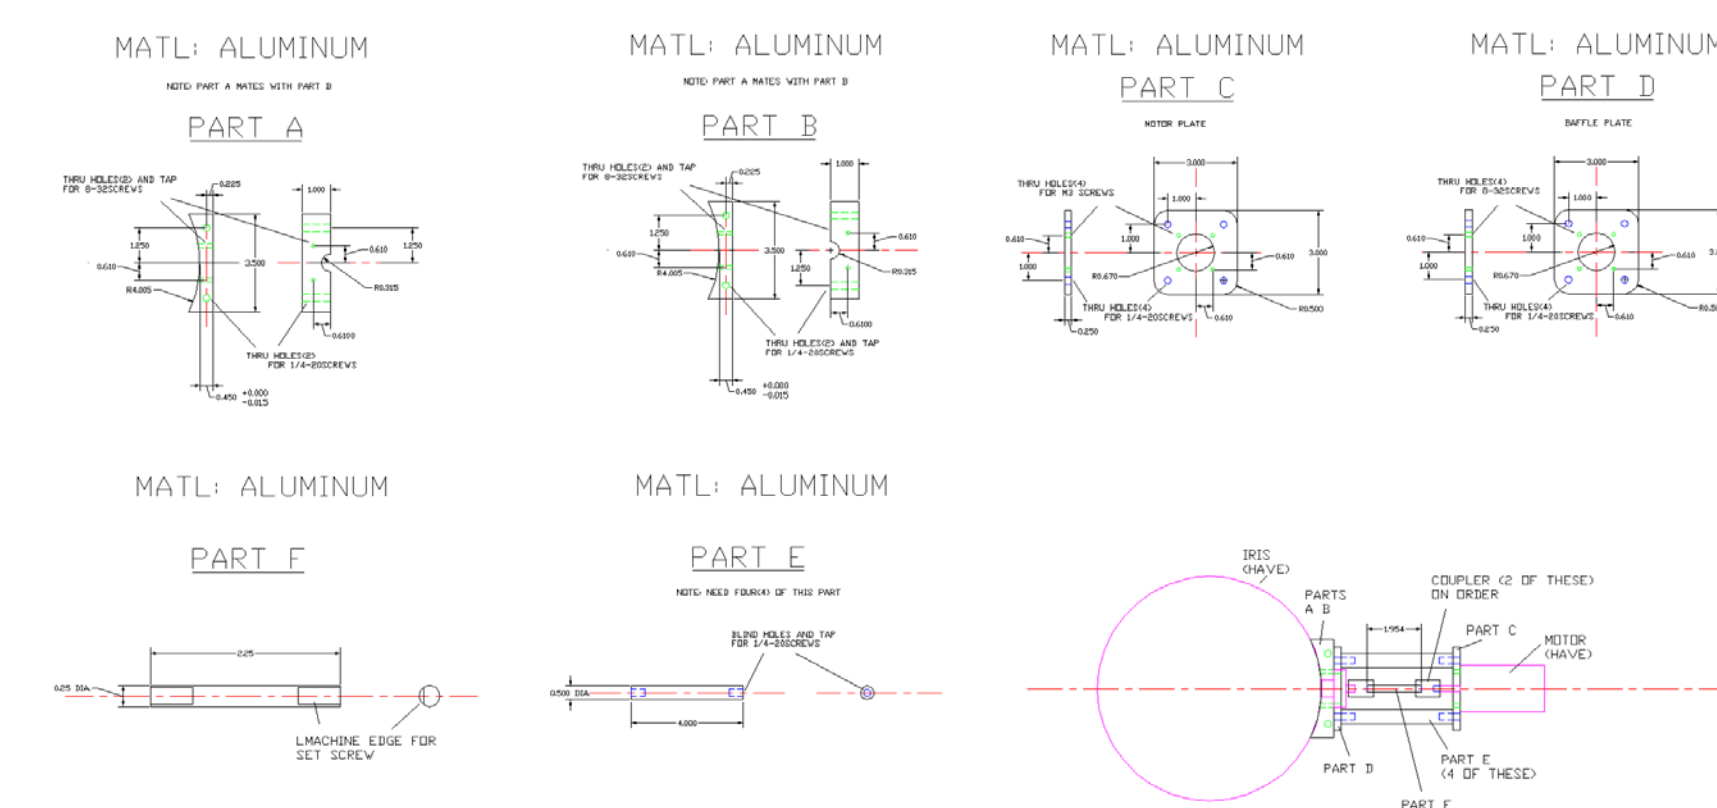 MATL: ALUMINUM
NOTE: PART A MATES WITH PART B
PART A
THRU HOLES(2) AND TAP
FOR 8-32SCREWS
0.225
1.000
1.250
0.610
3.500
R4.005
0.610
1.250
R0.315
0.6100
THRU HOLES(2)
FOR 1/4-20SCREWS
0.450 +0.000
-0.015
MATL: ALUMINUM
NOTE: PART A MATES WITH PART B
PART B
THRU HOLES(2) AND TAP
FOR 8-32SCREWS
0.225
1.000
1.250
0.610
3.500
R4.005
0.610
1.250
R0.315
0.6100
THRU HOLES(2) AND TAP
FOR 1/4-20SCREWS
0.450 +0.000
-0.015
MATL: ALUMINUM
PART C
MOTOR PLATE
3.000
THRU HOLES(4)
FOR M3 SCREWS
1.000
0.610
1.000
1.000
0.610
3.000
R0.670
THRU HOLES(4)
FOR 1/4-20SCREWS
0.610
R0.500
0.250
MATL: ALUMINUM
PART D
BAFFLE PLATE
3.000
THRU HOLES(4)
FOR 8-32SCREWS
1.000
0.610
1.000
1.000
0.610
R0.670
THRU HOLES(4)
FOR 1/4-20SCREWS
0.610
0.250
MATL: ALUMINUM
PART F
2.25
0.25 DIA
LMACHINE EDGE FOR
SET SCREW
MATL: ALUMINUM
PART E
NOTE: NEED FOUR(4) OF THIS PART
BLIND HOLES AND TAP
FOR 1/4-20SCREWS
0.500 DIA
4.000
IRIS
(HAVE)
PARTS
A B
COUPLER (2 OF THESE)
ON ORDER
1.954
PART C
MOTOR
(HAVE)
PART D
PART E
(4 OF THESE)
PART F